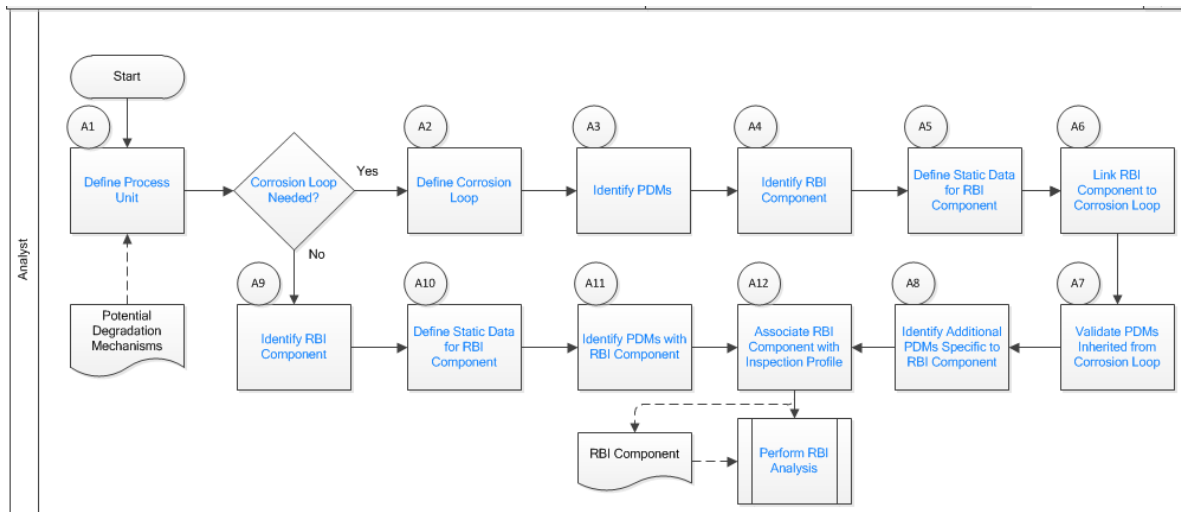 Start
A1
Define Process
Unit
Corrosion Loop
Needed?
Yes
No
A2
Define Corrosion
Loop
A3
Identify PDMs
A4
Identify RBI
Component
A5
Define Static Data
for RBI
Component
A6
Link RBI
Component to
Corrosion Loop
Analyst
Potential
Degradation
Mechanisms
A9
Identify RBI
Component
A10
Define Static Data
for RBI
Component
A11
Identify PDMs with
RBI Component
A12
Associate RBI
Component with
Inspection Profile
A8
Identify Additional
PDMs Specific to
RBI Component
A7
Validate PDMs
Inherited from
Corrosion Loop
RBI Component
Perform RBI
Analysis